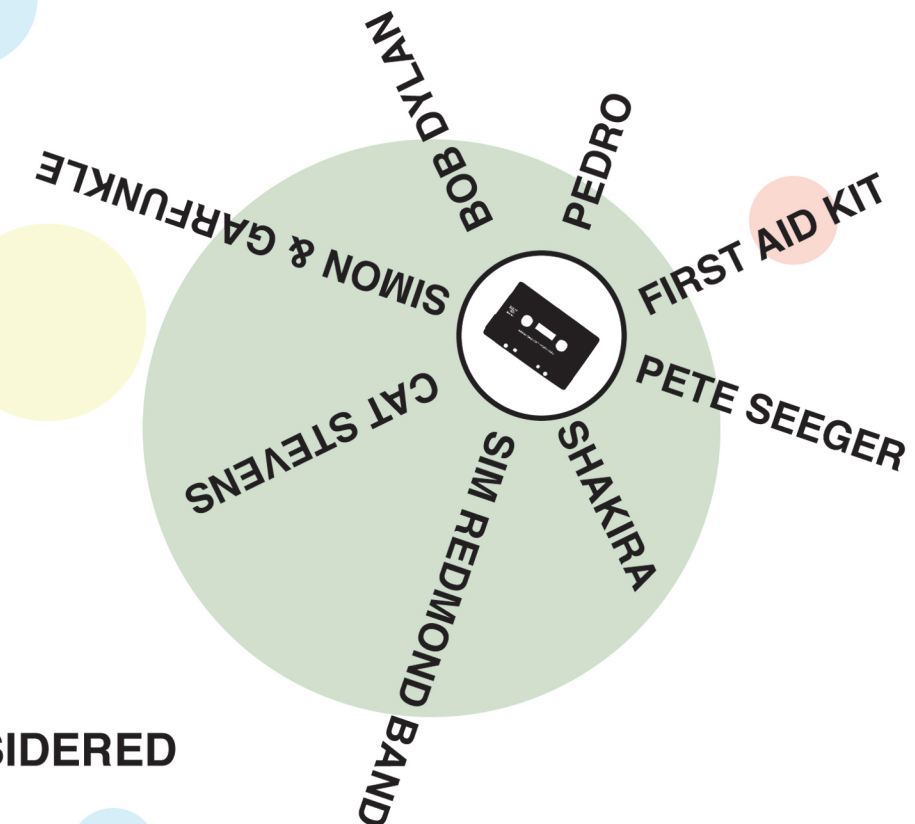 BOB DYLAN
PEDRO
FIRST AID KIT
PETE SEEGER
SHAKIRA
SIM REDMOND BAND
CAT STEVENS
SIMON & GARFUNKLE
SIDERED